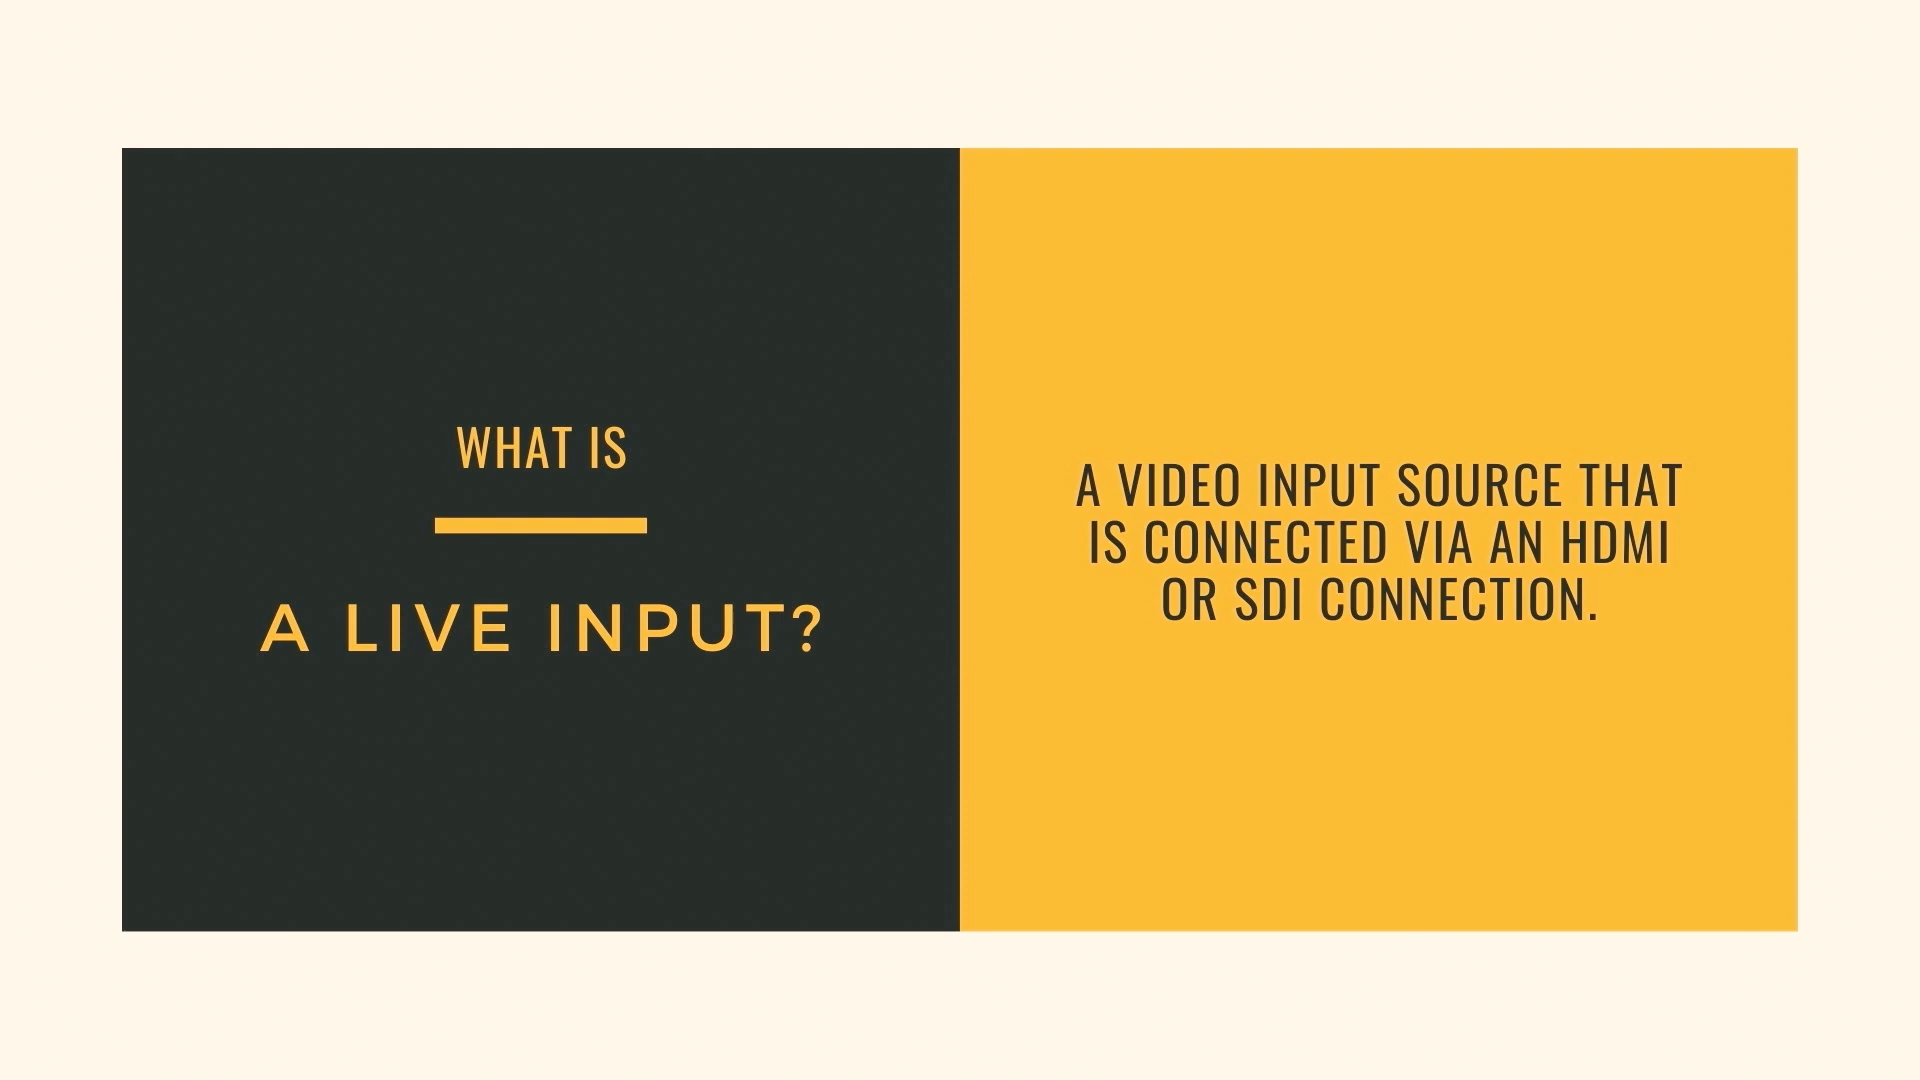 WHAT IS
A LIVE INPUT?
A VIDEO INPUT SOURCE THAT
IS CONNECTED VIA AN HDMI
OR SDI CONNECTION.